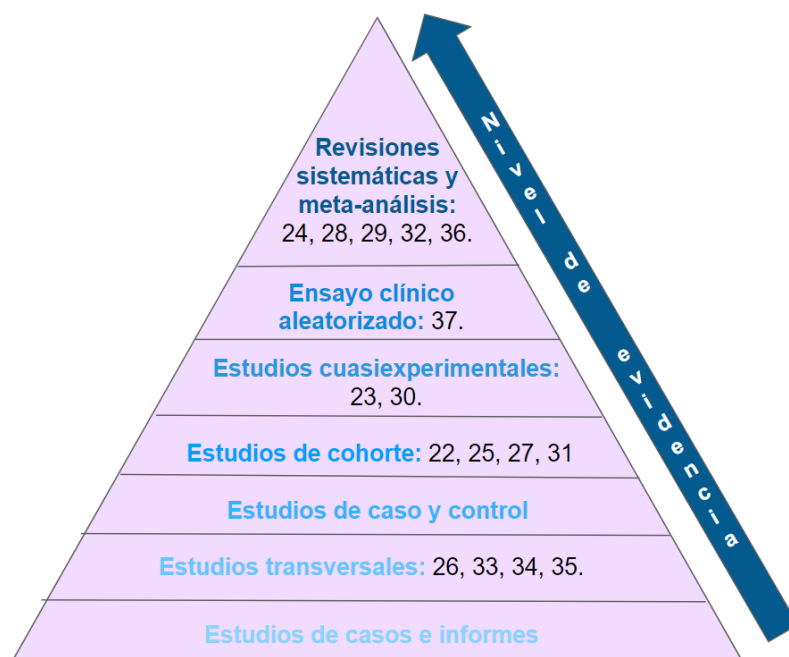 Revisiones
sistemáticas y
meta-análisis:
24, 28, 29, 32, 36.
Ensayo clínico
aleatorizado: 37.
Estudios cuasiexperimentales:
23, 30.
Estudios de cohorte: 22, 25, 27, 31
Estudios de caso y control
Estudios transversales: 26, 33, 34, 35.
Estudios de casos e informes
Nivel de evidencia